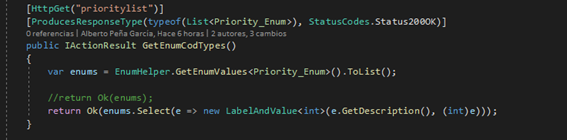 [HttpGet("prioritylist")]
[ProducesResponseType(typeof(List<Priority_Enum>), StatusCodes.Status200OK)]
0 referencias | Alberto Peña García, Hace 6 horas | 2 autores, 3 cambios
public IActionResult GetEnumCodTypes()
{
var enums = EnumHelper.GetEnumValues<Priority_Enum>().ToList();
//return Ok(enums);
return Ok(enums.Select(e => new LabelAndValue<int>(e.GetDescription(), (int)e)));
}